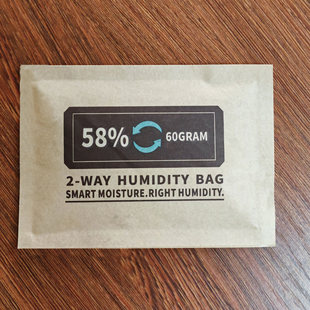 58% 60GRAM
2-WAY HUMIDITY BAG
SMART MOISTURE.RIGHT HUMIDITY.